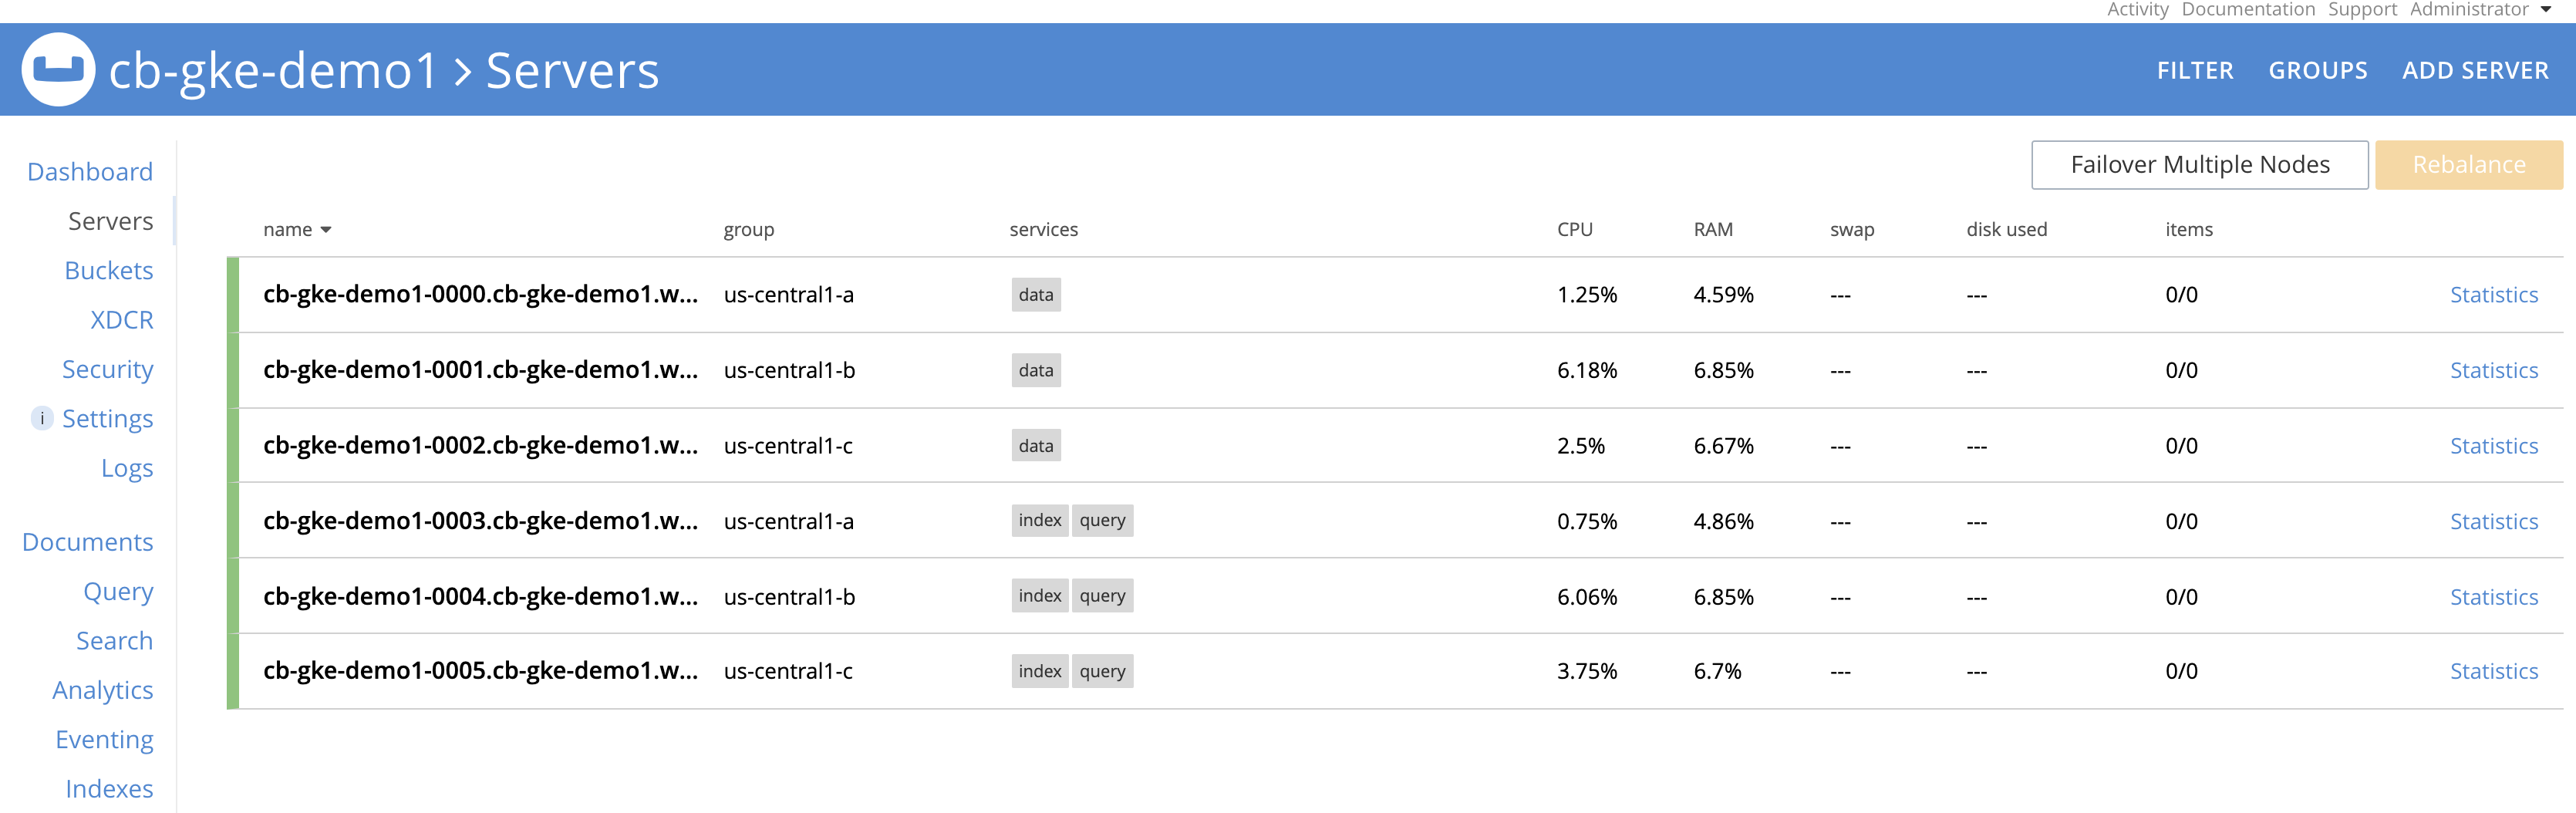 Activity Documentation Support Administrator
cb-gke-demo1 > Servers
FILTER GROUPS ADD SERVER
Dashboard
Servers
Buckets
XDCR
Security
i Settings
Logs
Documents
Query
Search
Analytics
Eventing
Indexes
Failover Multiple Nodes Rebalance
name group services CPU RAM swap disk used items
cb-gke-demo1-0000.cb-gke-demo1.w... us-central1-a data 1.25% 4.59% --- --- 0/0 Statistics
cb-gke-demo1-0001.cb-gke-demo1.w... us-central1-b data 6.18% 6.85% --- --- 0/0 Statistics
cb-gke-demo1-0002.cb-gke-demo1.w... us-central1-c data 2.5% 6.67% --- --- 0/0 Statistics
cb-gke-demo1-0003.cb-gke-demo1.w... us-central1-a index query 0.75% 4.86% --- --- 0/0 Statistics
cb-gke-demo1-0004.cb-gke-demo1.w... us-central1-b index query 6.06% 6.85% --- --- 0/0 Statistics
cb-gke-demo1-0005.cb-gke-demo1.w... us-central1-c index query 3.75% 6.7% --- --- 0/0 Statistics